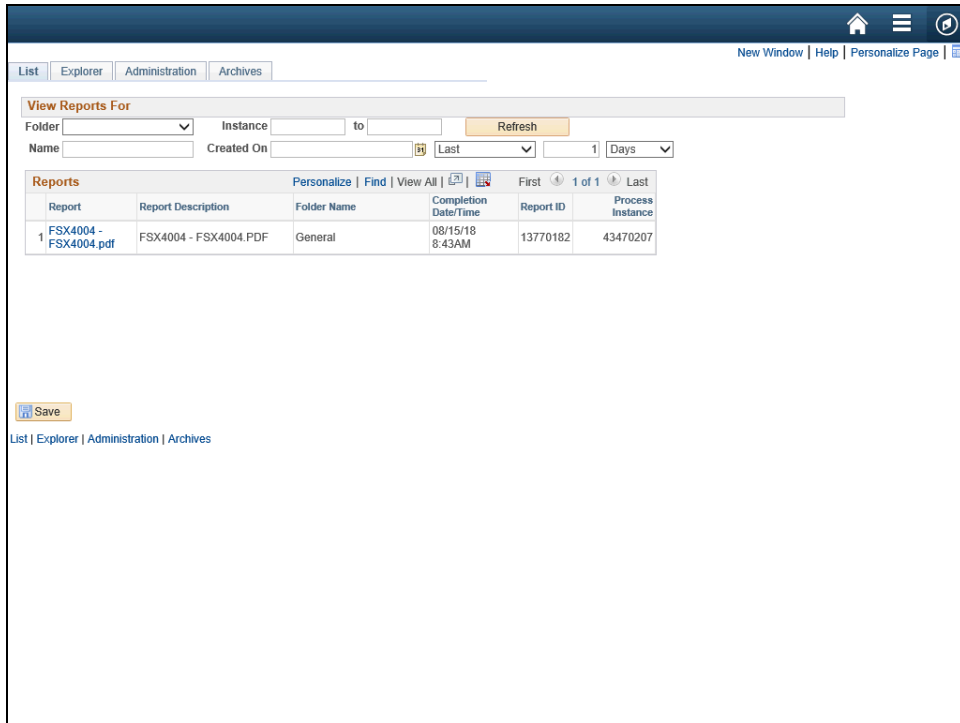 New Window | Help | Personalize Page |
List Explorer Administration Archives
View Reports For
Folder Instance to Refresh
Name Created On 31 Last 1 Days
Reports Personalize | Find | View All | | First 1 of 1 Last
Report Report Description Folder Name Completion Date/Time Report ID Process Instance
1 FSX4004 - FSX4004.pdf FSX4004 - FSX4004.PDF General 08/15/18 8:43AM 13770182 43470207
Save
List | Explorer | Administration | Archives